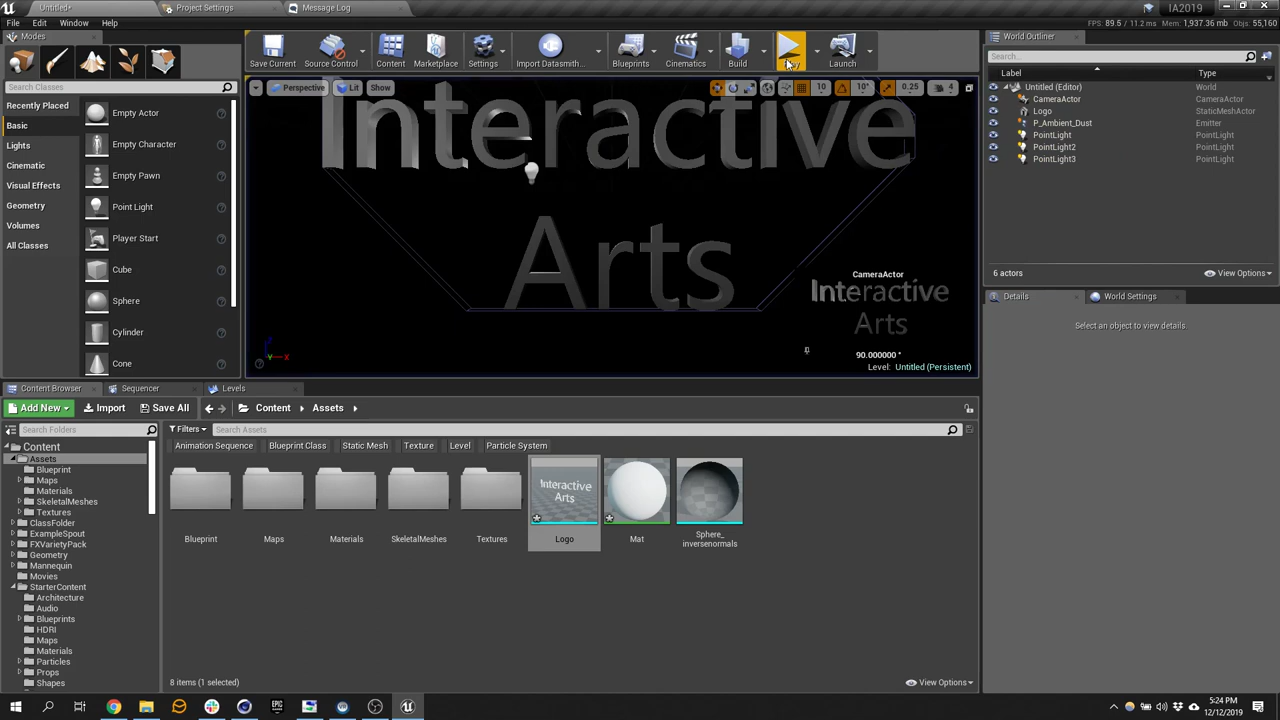 Untitled*
Project Settings
Message Log
IA2019
File Edit Window Help
FPS: 89.5 / 11.2 ms Mem: 1,937.36 mb Objs: 55,160
Modes
Search Classes
Recently Placed
Basic
Lights
Cinematic
Visual Effects
Geometry
Volumes
All Classes
Empty Actor
Empty Character
Empty Pawn
Point Light
Player Start
Cube
Sphere
Cylinder
Cone
Save Current
Source Control
Content
Marketplace
Settings
Import Datasmith
Blueprints
Cinematics
Build
Launch
Perspective
Lit
Show
10
10°
0.25
4
Interactive
Arts
CameraActor
Interactive
Arts
90.000000 °
Level: Untitled (Persistent)
World Outliner
Search...
Label Type
Untitled (Editor) World
CameraActor CameraActor
Logo StaticMeshActor
P_Ambient_Dust Emitter
PointLight PointLight
PointLight2 PointLight
PointLight3 PointLight
6 actors
View Options
Details
World Settings
Select an object to view details.
Content Browser
Sequencer
Levels
Add New
Import
Save All
Content
Assets
Search Folders
Filters
Search Assets
Animation Sequence
Blueprint Class
Static Mesh
Texture
Level
Particle System
Content
Assets
Blueprint
Maps
Materials
SkeletalMeshes
Textures
ClassFolder
ExampleSpout
FXVarietyPack
Geometry
Mannequin
Movies
StarterContent
Architecture
Audio
Blueprints
HDRI
Maps
Materials
Particles
Props
Shapes
Interactive
Arts
Blueprint
Maps
Materials
SkeletalMeshes
Textures
Logo
Mat
Sphere_
inversenormals
8 items (1 selected)
View Options
5:24 PM
12/12/2019